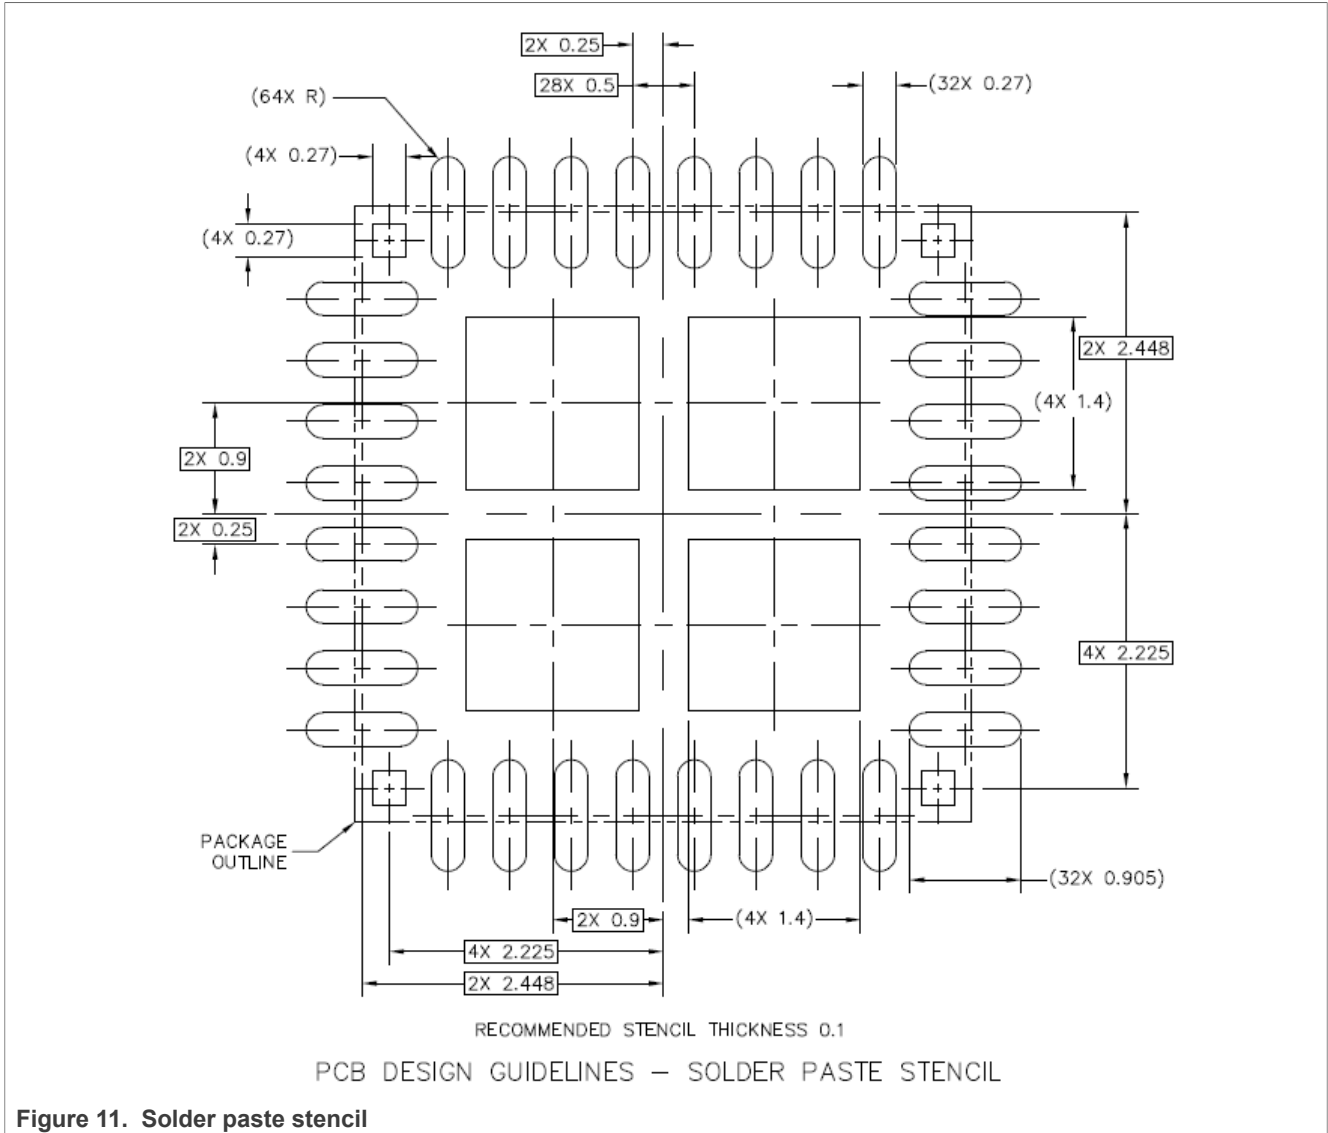 2X 0.25
28X 0.5
(32X 0.27)
(64X R)
(4X 0.27)
(4X 0.27)
2X 2.448
(4X 1.4)
2X 0.9
2X 0.25
4X 2.225
PACKAGE
OUTLINE
(32X 0.905)
2X 0.9
(4X 1.4)
4X 2.225
2X 2.448
RECOMMENDED STENCIL THICKNESS 0.1
PCB DESIGN GUIDELINES – SOLDER PASTE STENCIL
Figure 11. Solder paste stencil